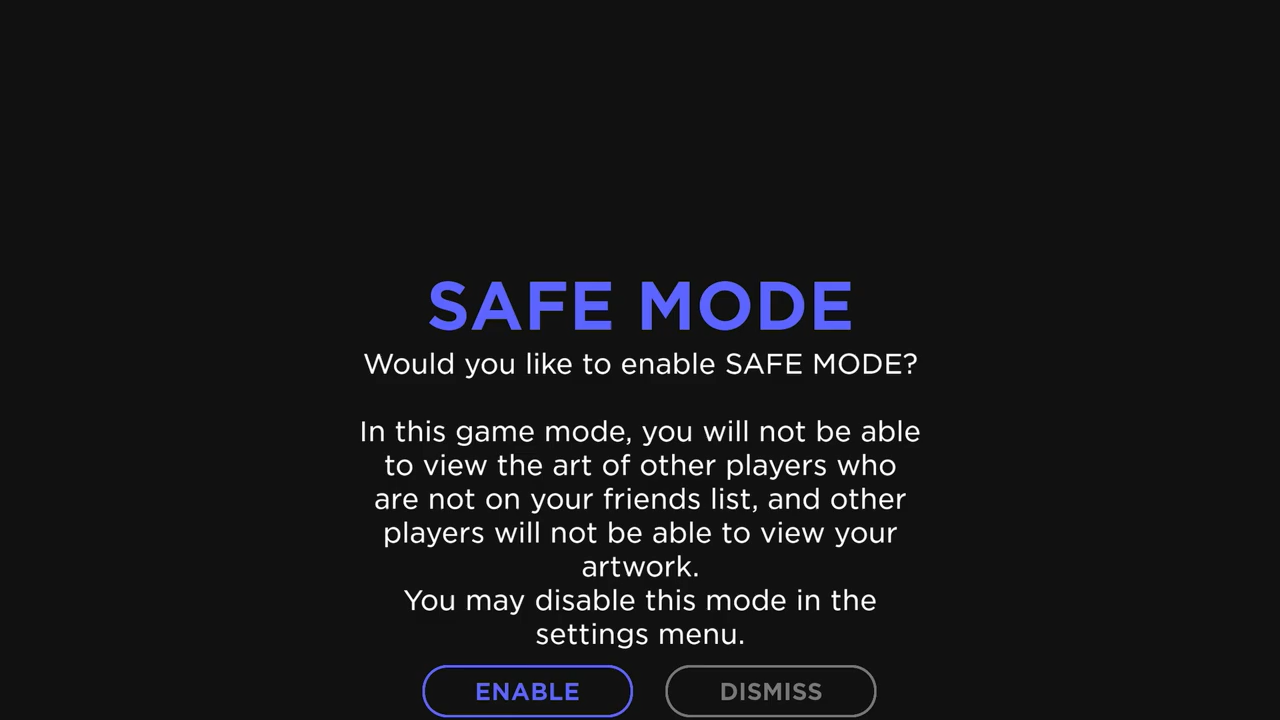 SAFE MODE
Would you like to enable SAFE MODE?
In this game mode, you will not be able
to view the art of other players who
are not on your friends list, and other
players will not be able to view your
artwork.
You may disable this mode in the
settings menu.
ENABLE
DISMISS